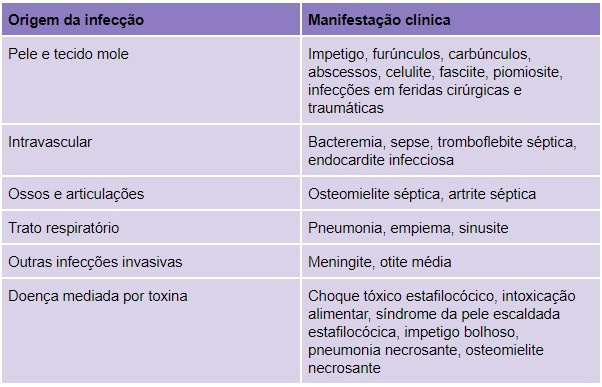 Origem da infecção
Manifestação clínica
Pele e tecido mole
Impetigo, furúnculos, carbúnculos,
abscessos, celulite, fasciite, piomiosite,
infecções em feridas cirúrgicas e
traumáticas
Intravascular
Bacteremia, sepse, tromboflebite séptica,
endocardite infecciosa
Ossos e articulações
Osteomielite séptica, artrite séptica
Trato respiratório
Pneumonia, empiema, sinusite
Outras infecções invasivas
Meningite, otite média
Doença mediada por toxina
Choque tóxico estafilocócico, intoxicação
alimentar, síndrome da pele escaldada
estafilocócica, impetigo bolhoso,
pneumonia necrosante, osteomielite
necrosante